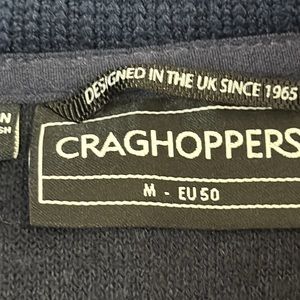 DESIGNED IN THE UK SINCE 1965
CRAGHOPPERS
M - EU50